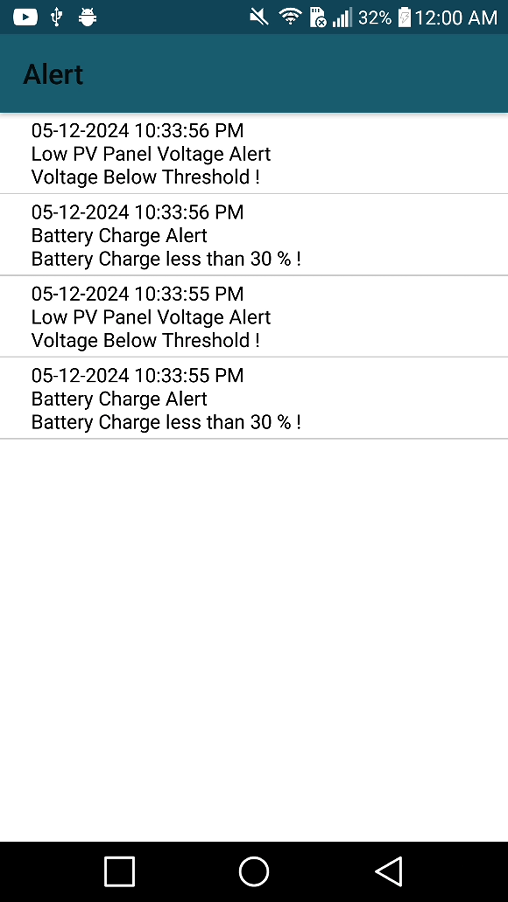 32% 12:00 AM
Alert
05-12-2024 10:33:56 PM
Low PV Panel Voltage Alert
Voltage Below Threshold !
05-12-2024 10:33:56 PM
Battery Charge Alert
Battery Charge less than 30 % !
05-12-2024 10:33:55 PM
Low PV Panel Voltage Alert
Voltage Below Threshold !
05-12-2024 10:33:55 PM
Battery Charge Alert
Battery Charge less than 30 % !